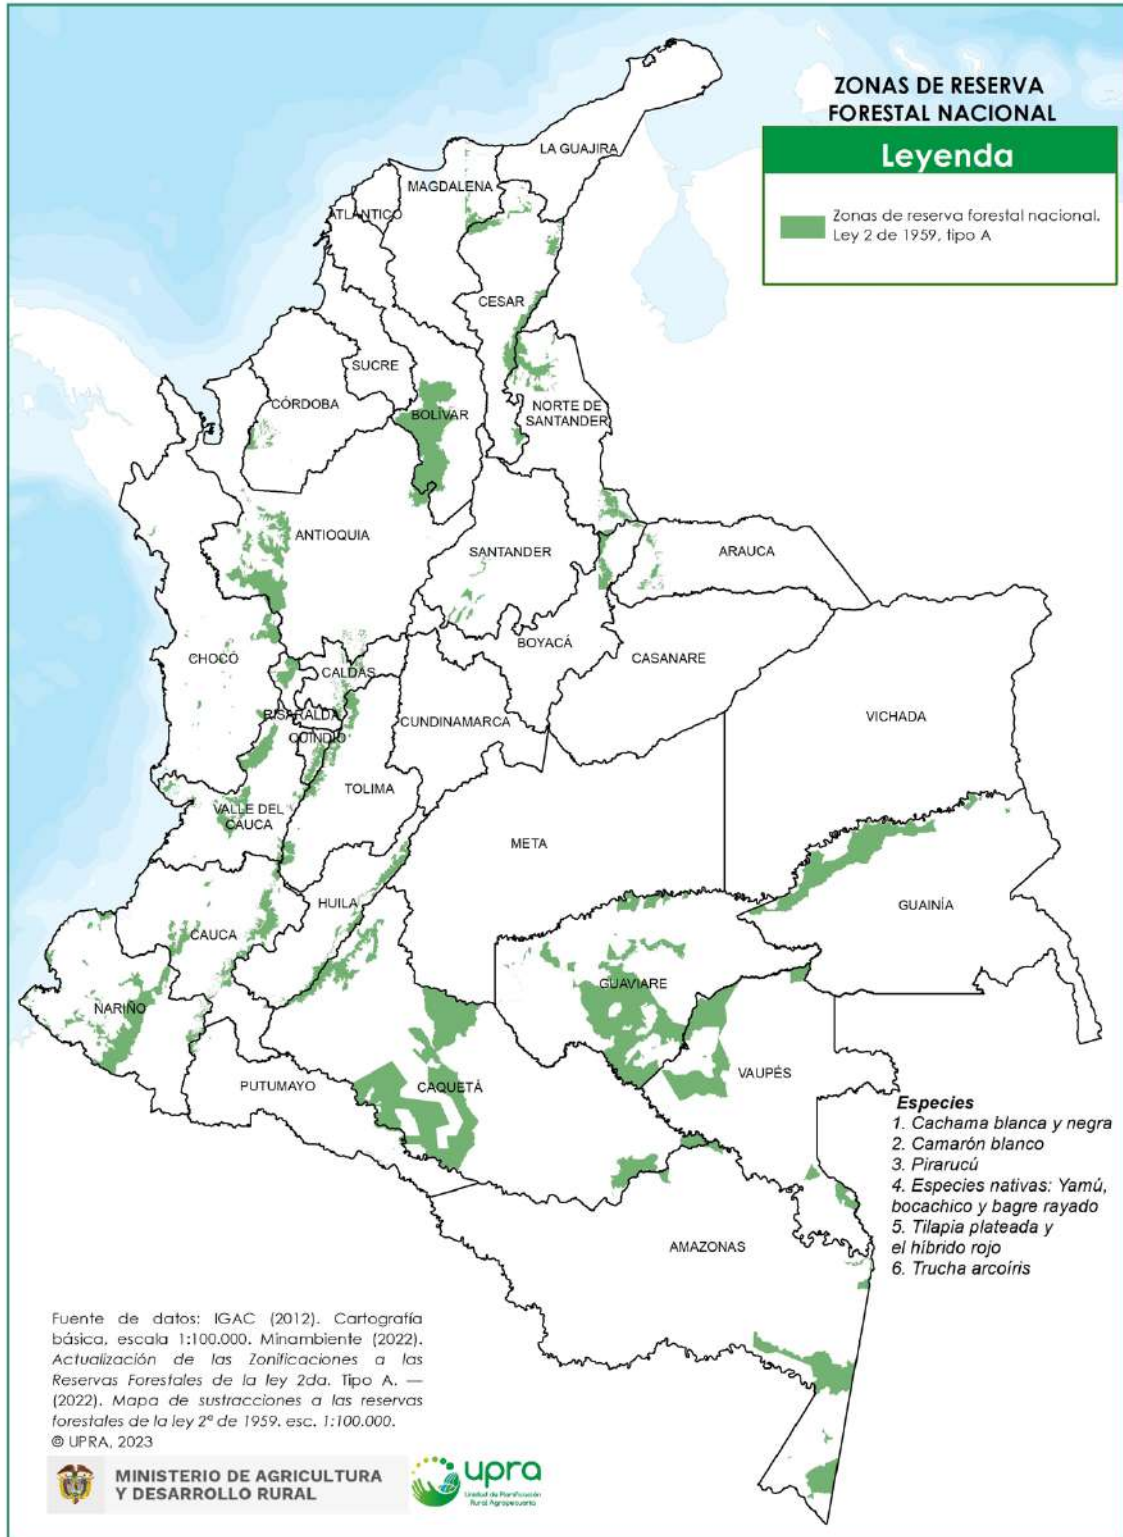 ZONAS DE RESERVA
FORESTAL NACIONAL
Leyenda
Zonas de reserva forestal nacional.
Ley 2 de 1959, tipo A
LA GUAJIRA
MAGDALENA
ATLÁNTICO
CESAR
SUCRE
CÓRDOBA
BOLÍVAR
NORTE DE
SANTANDER
ANTIOQUIA
SANTANDER
ARAUCA
BOYACÁ
CHOCÓ
CALDAS
CASANARE
RISARALDA
CUNDINAMARCA
VICHADA
QUINDÍO
TOLIMA
VALLE DEL
CAUCA
META
HUILA
GUAINÍA
CAUCA
GUAVIARE
NARIÑO
VAUPÉS
PUTUMAYO
CAQUETÁ
AMAZONAS
Especies
1. Cachama blanca y negra
2. Camarón blanco
3. Pirarucú
4. Especies nativas: Yamú,
bocachico y bagre rayado
5. Tilapia plateada y
el híbrido rojo
6. Trucha arcoíris
Fuente de datos: IGAC (2012). Cartografía
básica, escala 1:100.000. Minambiente (2022).
Actualización de las Zonificaciones a las
Reservas Forestales de la ley 2da. Tipo A. —
(2022). Mapa de sustracciones a las reservas
forestales de la ley 2ª de 1959. esc. 1:100.000.
© UPRA, 2023
MINISTERIO DE AGRICULTURA
Y DESARROLLO RURAL
upra
Unidad de Planificación
Rural Agropecuaria